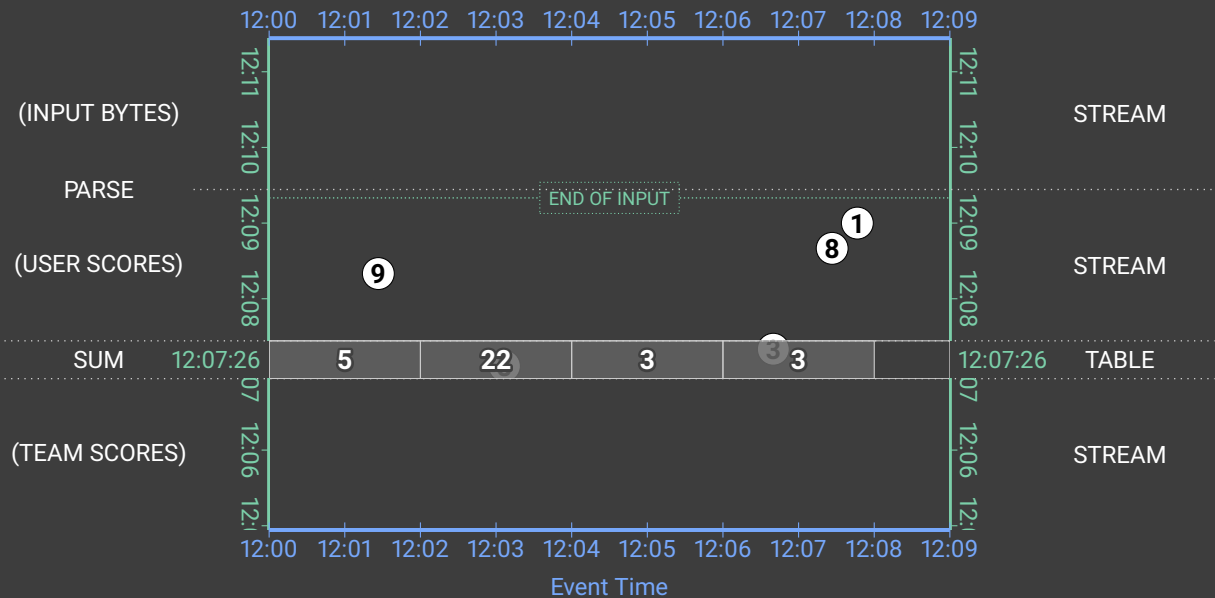 12:00 12:01 12:02 12:03 12:04 12:05 12:06 12:07 12:08 12:09
12:11 12:11
(INPUT BYTES) STREAM
12:10 12:10
PARSE
END OF INPUT
12:09 1 12:09
8
(USER SCORES) 9 STREAM
12:08 12:08
3
SUM 12:07:26 5 22 3 3 12:07:26 TABLE
07 07
(TEAM SCORES) 12:06 12:06 STREAM
12:00 12:01 12:02 12:03 12:04 12:05 12:06 12:07 12:08 12:09
Event Time